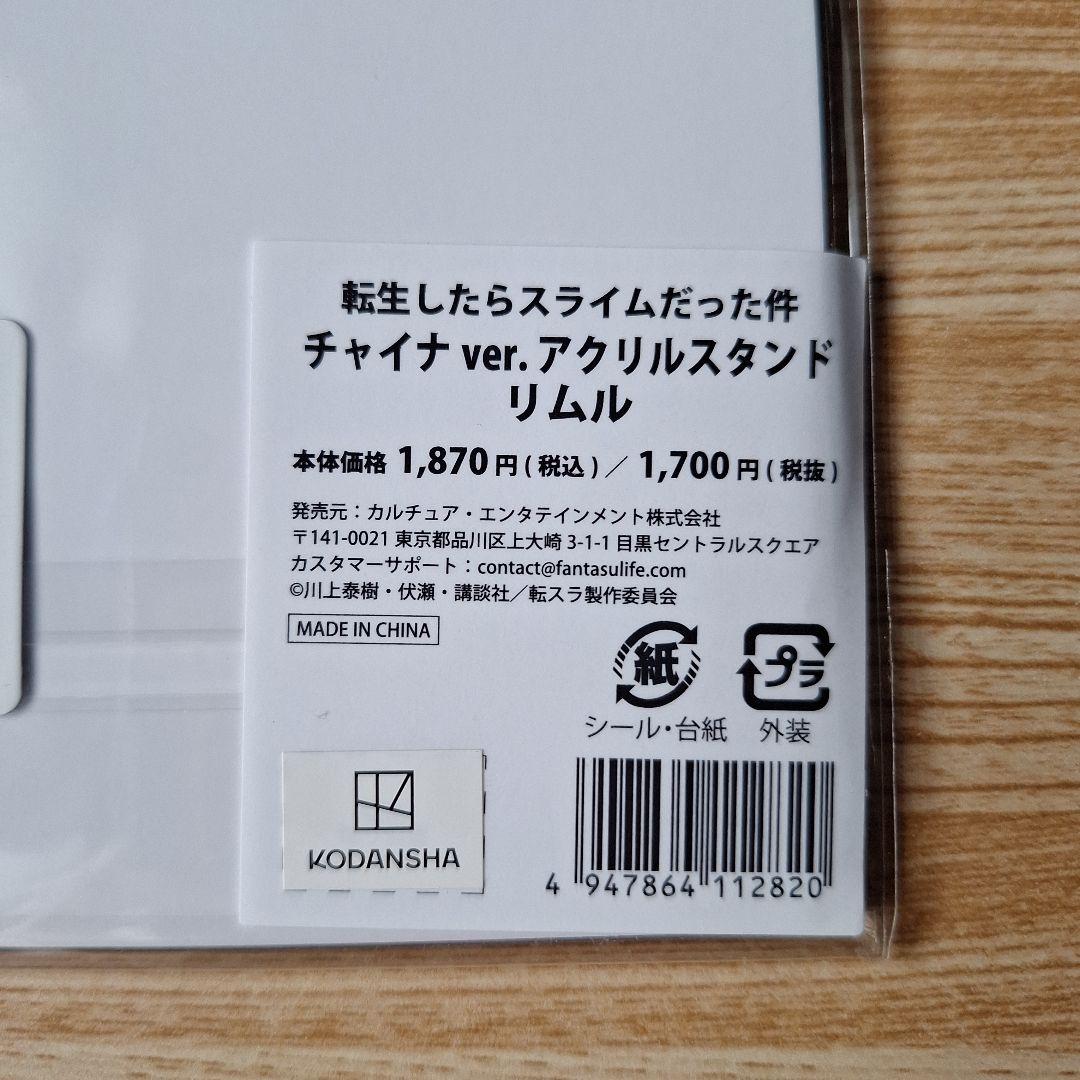 転生したらスライムだった件
チャイナ ver. アクリルスタンド
リムル
本体価格 1,870 円 ( 税込 ) ／ 1,700 円 ( 税抜 )
発売元：カルチュア・エンタテインメント株式会社
〒141-0021 東京都品川区上大崎 3-1-1 目黒セントラルスクエア
カスタマーサポート：contact@fantasulife.com
©川上泰樹・伏瀬・講談社／転スラ製作委員会
MADE IN CHINA
紙
プラ
シール・台紙
外装
KODANSHA
4 947864 112820